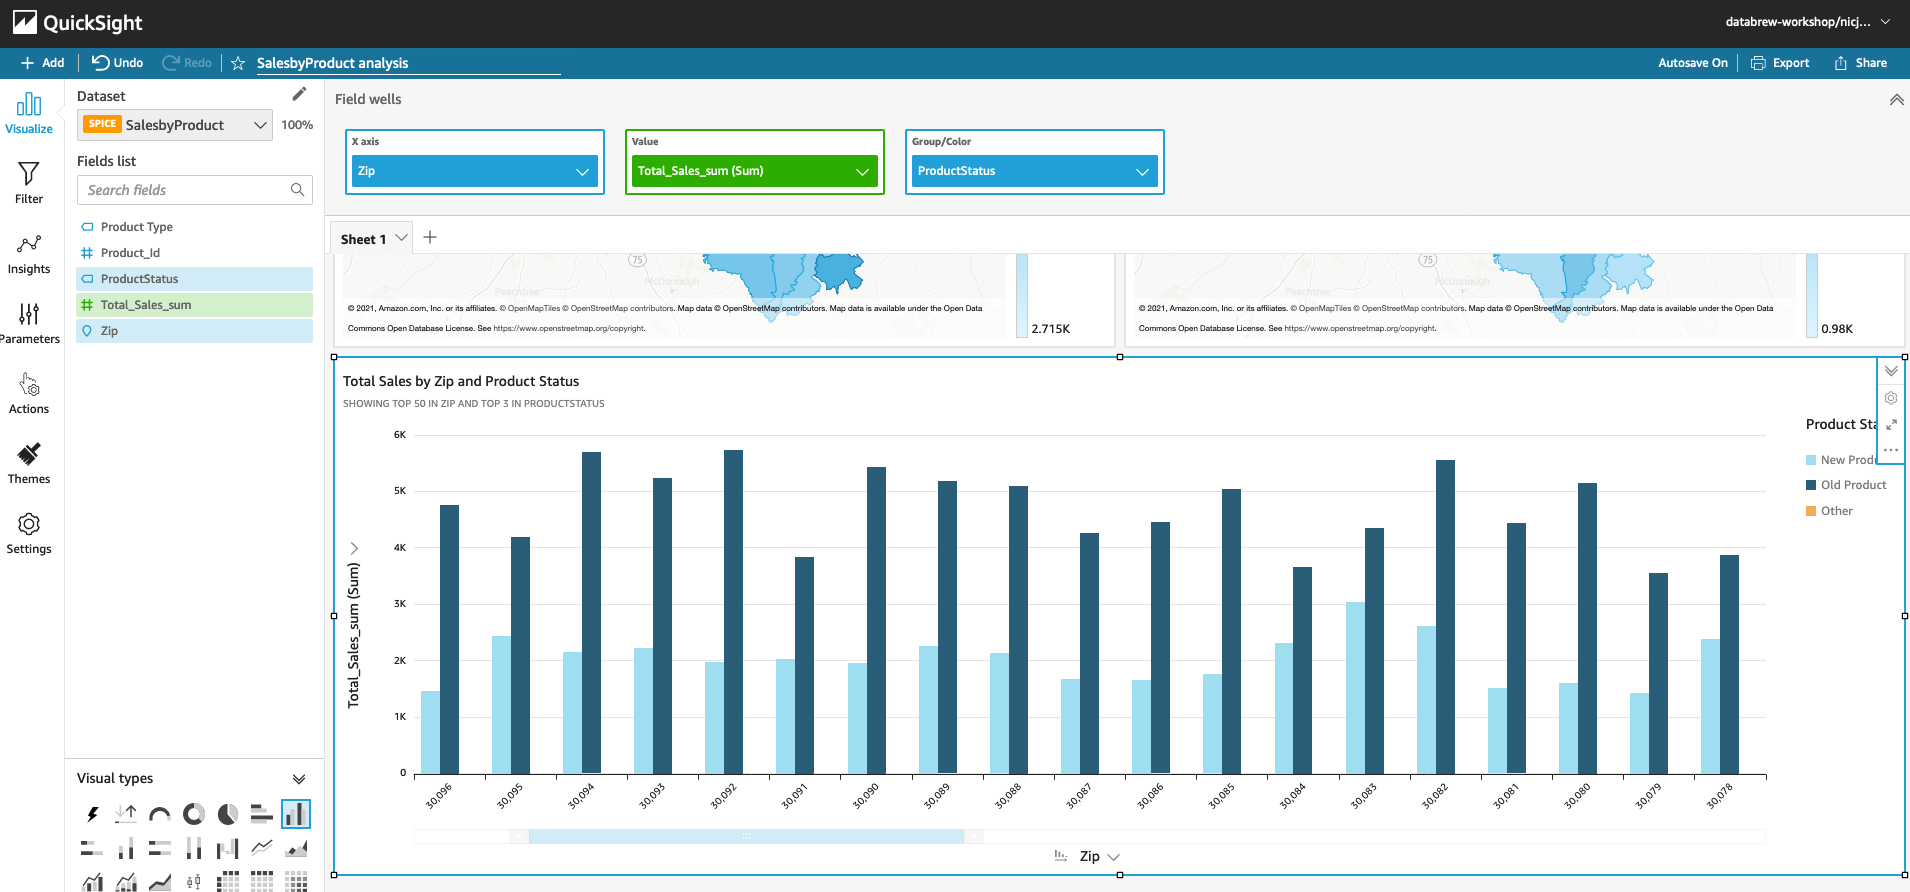 QuickSight
databrew-workshop/nicj...
Add
Undo
Redo
SalesbyProduct analysis
Autosave On
Export
Share
Visualize
Filter
Insights
Parameters
Actions
Themes
Settings
Dataset
SPICE SalesbyProduct 100%
Fields list
Search fields
Product Type
Product_Id
ProductStatus
Total_Sales_sum
Zip
Visual types
Field wells
X axis
Zip
Value
Total_Sales_sum (Sum)
Group/Color
ProductStatus
Sheet 1
75
McDonough
Peachtree
© 2021, Amazon.com, Inc. or its affiliates. © OpenMapTiles © OpenStreetMap contributors. Map data © OpenStreetMap contributors. Map data is available under the Open Data
Commons Open Database License. See https://www.openstreetmap.org/copyright.
2.715K
75
McDonough
Peachtree
© 2021, Amazon.com, Inc. or its affiliates. © OpenMapTiles © OpenStreetMap contributors. Map data © OpenStreetMap contributors. Map data is available under the Open Data
Commons Open Database License. See https://www.openstreetmap.org/copyright.
0.98K
Total Sales by Zip and Product Status
SHOWING TOP 50 IN ZIP AND TOP 3 IN PRODUCTSTATUS
Total_Sales_sum (Sum)
6K
5K
4K
3K
2K
1K
0
30,096
30,095
30,094
30,093
30,092
30,091
30,090
30,089
30,088
30,087
30,086
30,085
30,084
30,083
30,082
30,081
30,080
30,079
30,078
Zip
Product Sta
New Produ
Old Product
Other